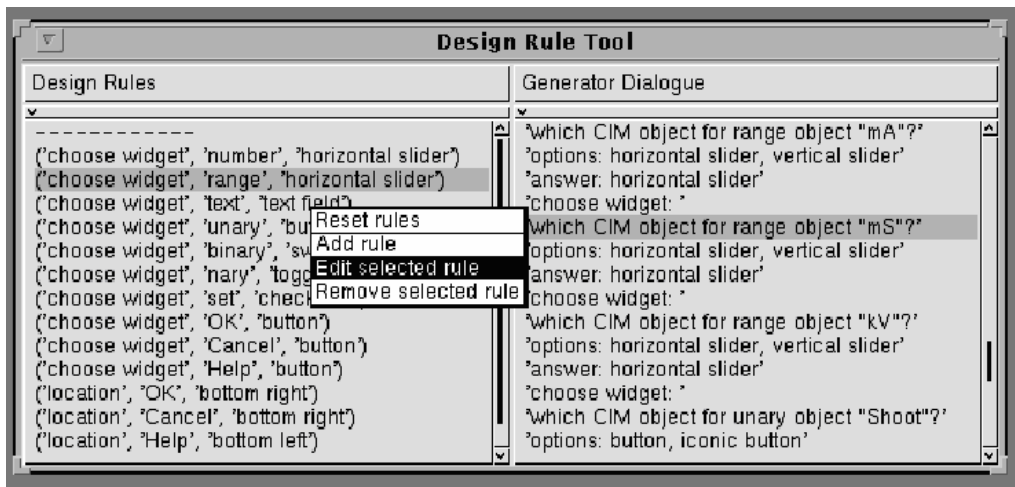 Design Rule Tool
Design Rules
- - - - - - - - - - - -
('choose widget', 'number', 'horizontal slider')
('choose widget', 'range', 'horizontal slider')
('choose widget', 'text', 'text field')
('choose widget', 'unary', 'bu
('choose widget', 'binary', 'sw
('choose widget', 'nary', 'togg
('choose widget', 'set', 'chec
('choose widget', 'OK', 'button')
('choose widget', 'Cancel', 'button')
('choose widget', 'Help', 'button')
('location', 'OK', 'bottom right')
('location', 'Cancel', 'bottom right')
('location', 'Help', 'bottom left')
Reset rules
Add rule
Edit selected rule
Remove selected rule
Generator Dialogue
'which CIM object for range object "mA"?'
'options: horizontal slider, vertical slider'
'answer: horizontal slider'
'choose widget: '
'which CIM object for range object "mS"?'
'options: horizontal slider, vertical slider'
'answer: horizontal slider'
'choose widget: '
'which CIM object for range object "kV"?'
'options: horizontal slider, vertical slider'
'answer: horizontal slider'
'choose widget: '
'which CIM object for unary object "Shoot"?'
'options: button, iconic button'